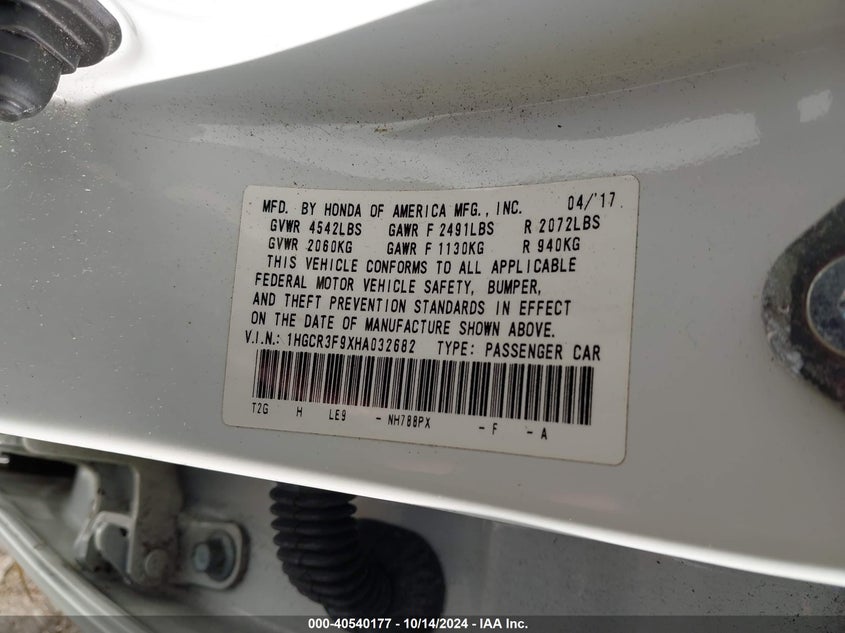 MFD. BY HONDA OF AMERICA MFG., INC. 04/'17
GVWR 4542LBS GAWR F 2491LBS R 2072LBS
GVWR 2060KG GAWR F 1130KG R 940KG
THIS VEHICLE CONFORMS TO ALL APPLICABLE
FEDERAL MOTOR VEHICLE SAFETY, BUMPER,
AND THEFT PREVENTION STANDARDS IN EFFECT
ON THE DATE OF MANUFACTURE SHOWN ABOVE.
V.I.N.: 1HGCR3F9XHA032682 TYPE: PASSENGER CAR
T2G H LE9 - NH788PX - F - A
000-40540177 - 10/14/2024 - IAA Inc.